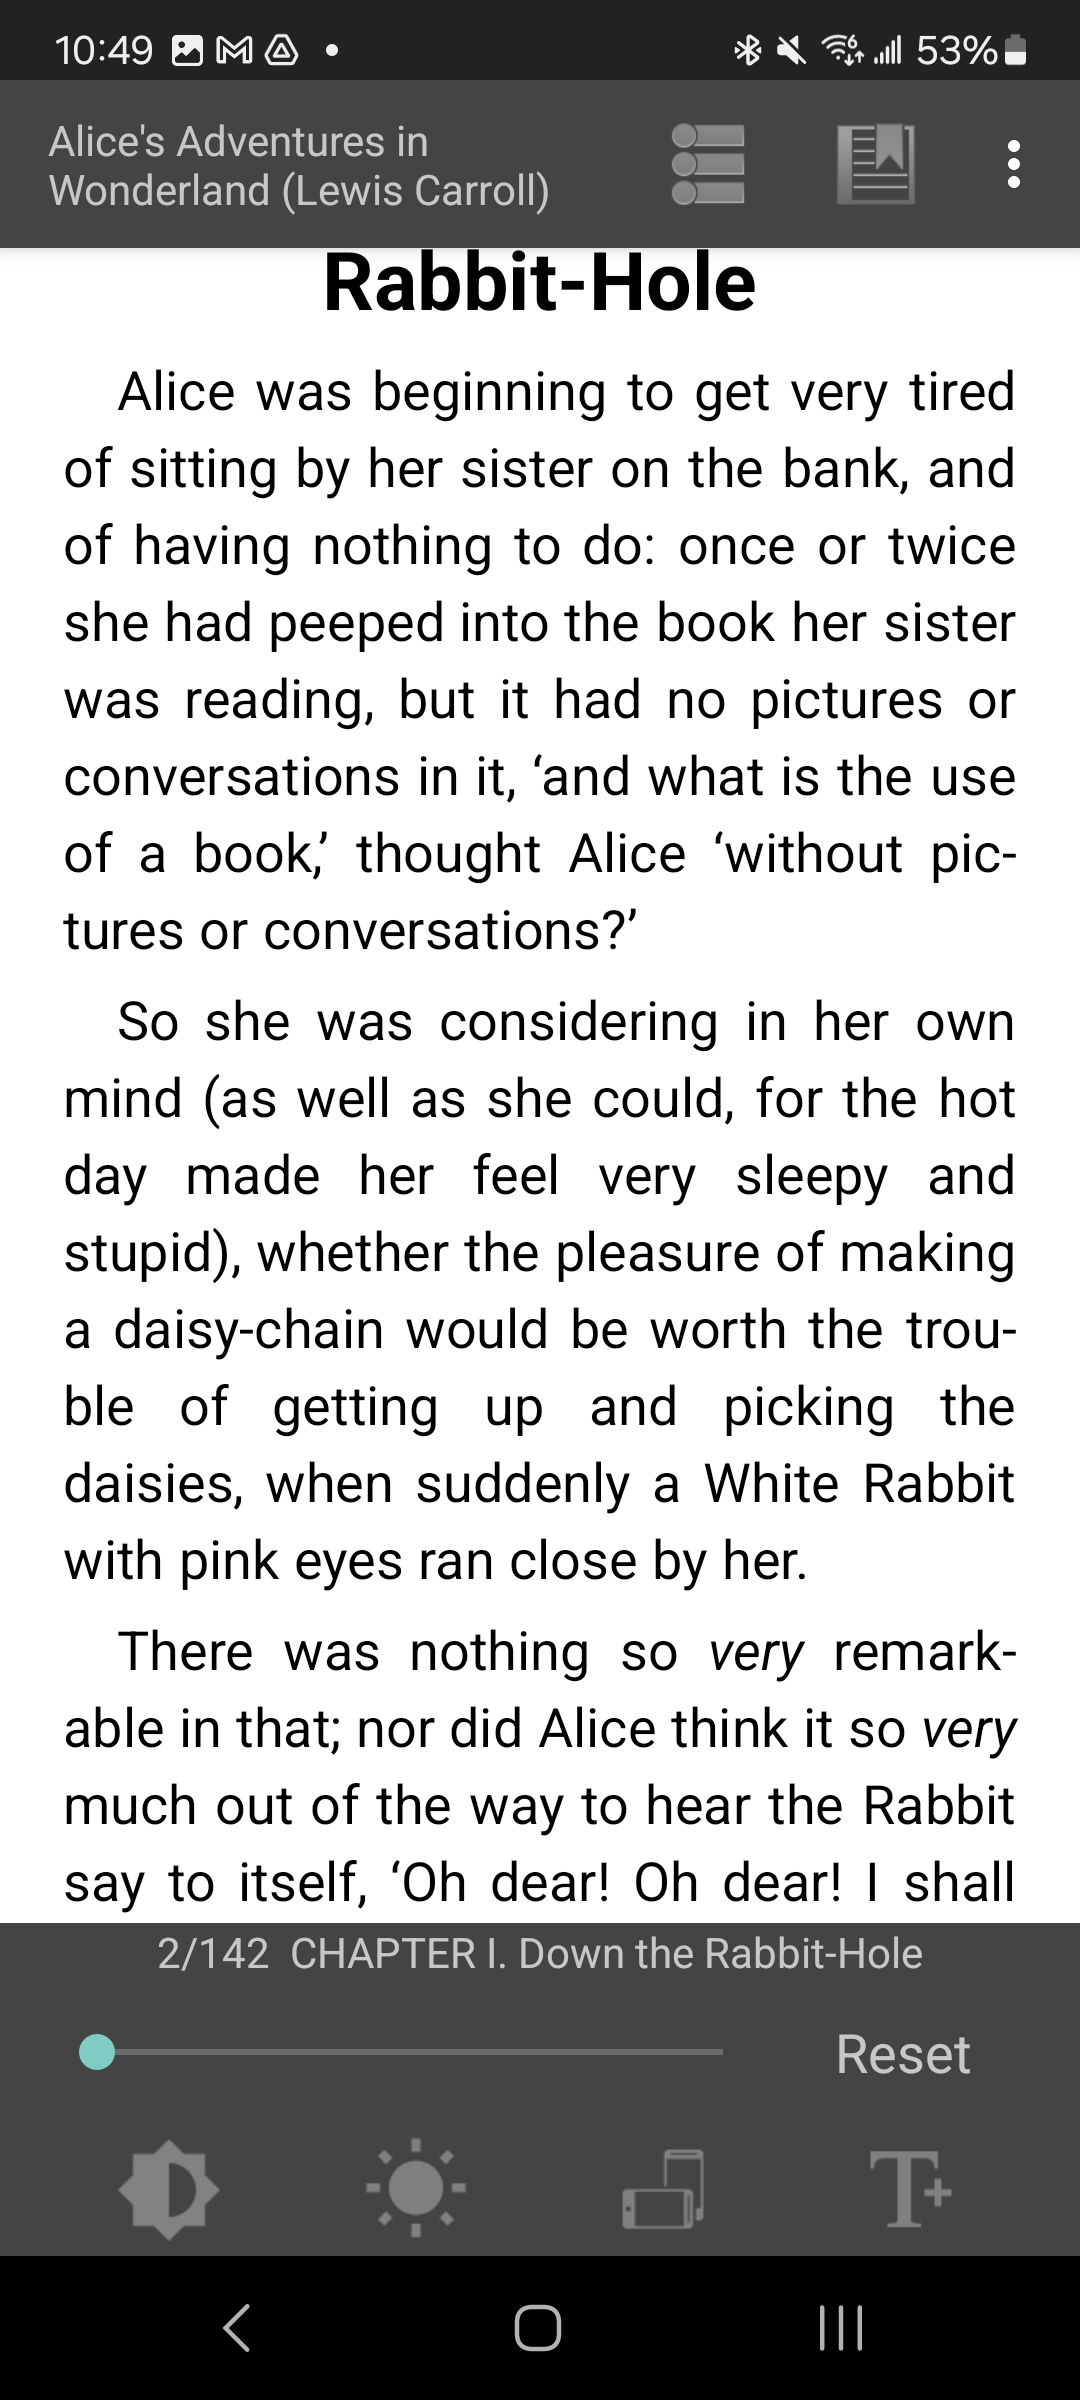 10:49
53%
Alice's Adventures in
Wonderland (Lewis Carroll)
Rabbit-Hole
Alice was beginning to get very tired
of sitting by her sister on the bank, and
of having nothing to do: once or twice
she had peeped into the book her sister
was reading, but it had no pictures or
conversations in it, ‘and what is the use
of a book,’ thought Alice ‘without pic-
tures or conversations?’
So she was considering in her own
mind (as well as she could, for the hot
day made her feel very sleepy and
stupid), whether the pleasure of making
a daisy-chain would be worth the trou-
ble of getting up and picking the
daisies, when suddenly a White Rabbit
with pink eyes ran close by her.
There was nothing so very remark-
able in that; nor did Alice think it so very
much out of the way to hear the Rabbit
say to itself, ‘Oh dear! Oh dear! I shall
2/142 CHAPTER I. Down the Rabbit-Hole
Reset